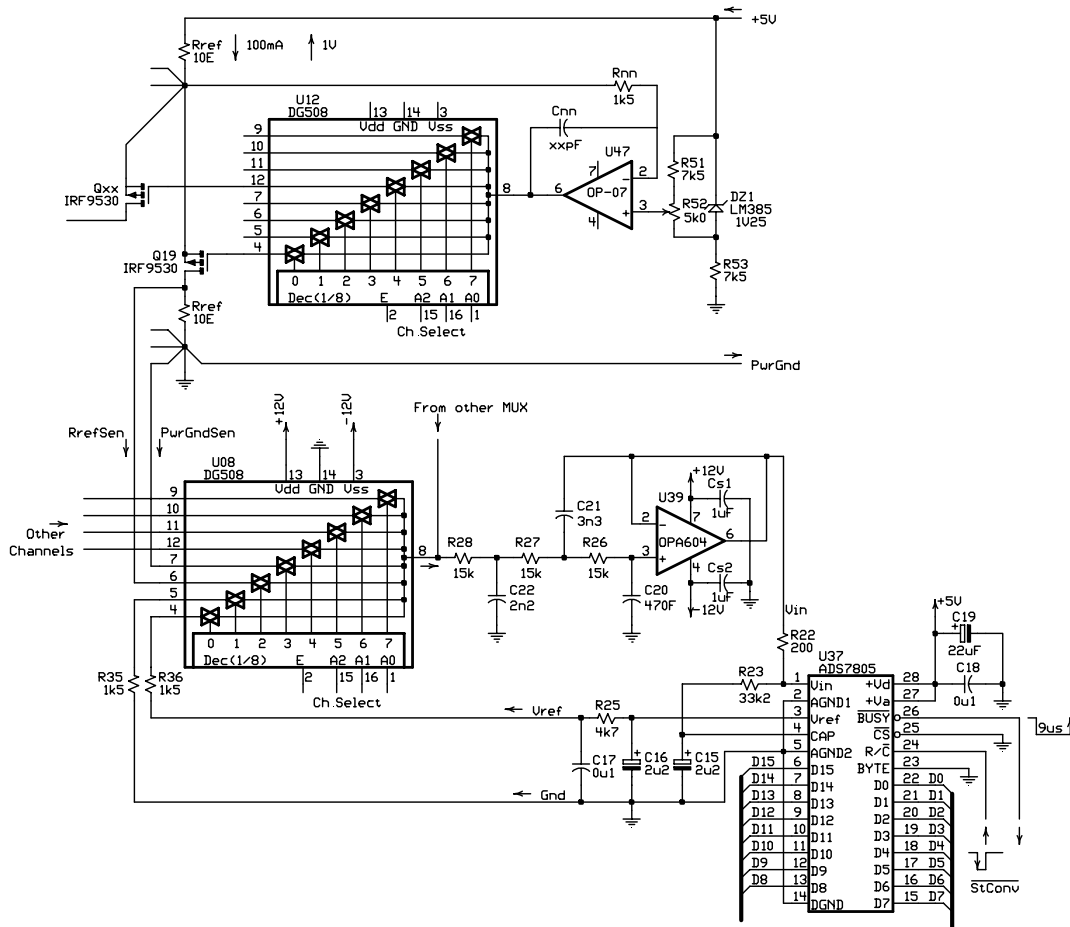 +5V
Rref
10E
100mA
1V
Rnn
1k5
U12
DG508
13
14
3
Vdd GND Vss
Cnn
xxpF
9
10
11
12
7
6
5
4
8
Qxx
IRF9530
Q19
IRF9530
U47
OP-07
7
2
3
4
6
R51
7k5
R52
5k0
DZ1
LM385
1V25
R53
7k5
0 1 2 3 4 5 6 7
Dec(1/8) E A2 A1 A0
2 15 16 1
Ch.Select
Rref
10E
PwrGnd
RrefSen
PwrGndSen
+12V
-12V
From other MUX
U08
DG508
13
14
3
Vdd GND Vss
9
10
11
12
7
6
5
4
8
Other
Channels
0 1 2 3 4 5 6 7
Dec(1/8) E A2 A1 A0
2 15 16 1
Ch.Select
R28
15k
R27
15k
R26
15k
C21
3n3
C22
2n2
C20
470F
U39
OPA604
2
3
7
4
6
+12V
Cs1
1uF
Cs2
1uF
-12V
Vin
R22
200
R35
1k5
R36
1k5
Vref
R25
4k7
R23
33k2
C17
0u1
C16
2u2
C15
2u2
Gnd
+5V
C19
22uF
C18
0u1
U37
ADS7805
1 Vin +Vd 28
2 AGND1 +Va 27
3 Vref BUSY 26
4 CAP CS 25
5 AGND2 R/C 24
D15 6 D15 BYTE 23
D14 7 D14 D0 22 D0
D13 8 D13 D1 21 D1
D12 9 D12 D2 20 D2
D11 10 D11 D3 19 D3
D10 11 D10 D4 18 D4
D9 12 D9 D5 17 D5
D8 13 D8 D6 16 D6
14 DGND D7 15 D7
9us
StConv